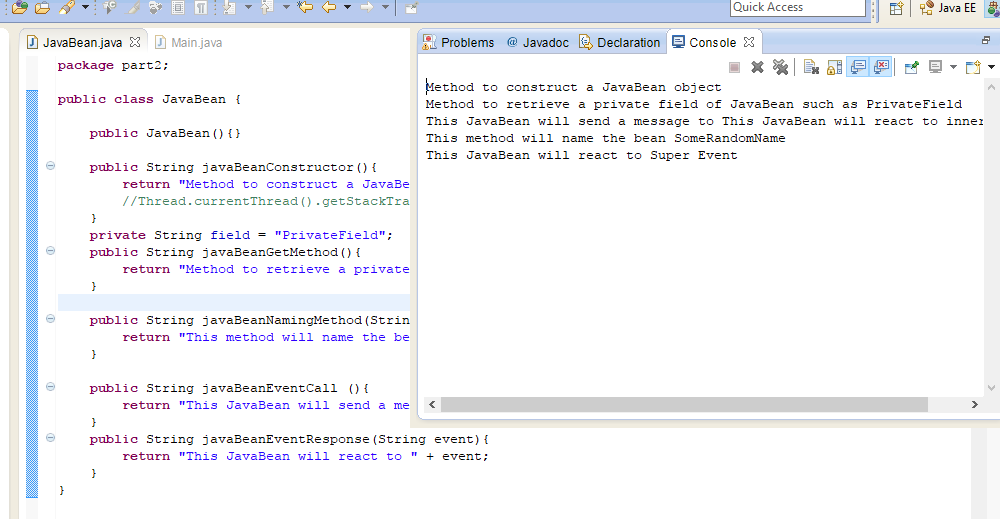 Quick Access
Java EE
JavaBean.java
Main.java
package part2;
public class JavaBean {
public JavaBean(){}
public String javaBeanConstructor(){
return "Method to construct a JavaBe
//Thread.currentThread().getStackTra
}
private String field = "PrivateField";
public String javaBeanGetMethod(){
return "Method to retrieve a private
}
public String javaBeanNamingMethod(Strin
return "This method will name the be
}
public String javaBeanEventCall (){
return "This JavaBean will send a me
}
public String javaBeanEventResponse(String event){
return "This JavaBean will react to " + event;
}
}
Problems @ Javadoc Declaration Console
Method to construct a JavaBean object
Method to retrieve a private field of JavaBean such as PrivateField
This JavaBean will send a message to This JavaBean will react to inner
This method will name the bean SomeRandomName
This JavaBean will react to Super Event